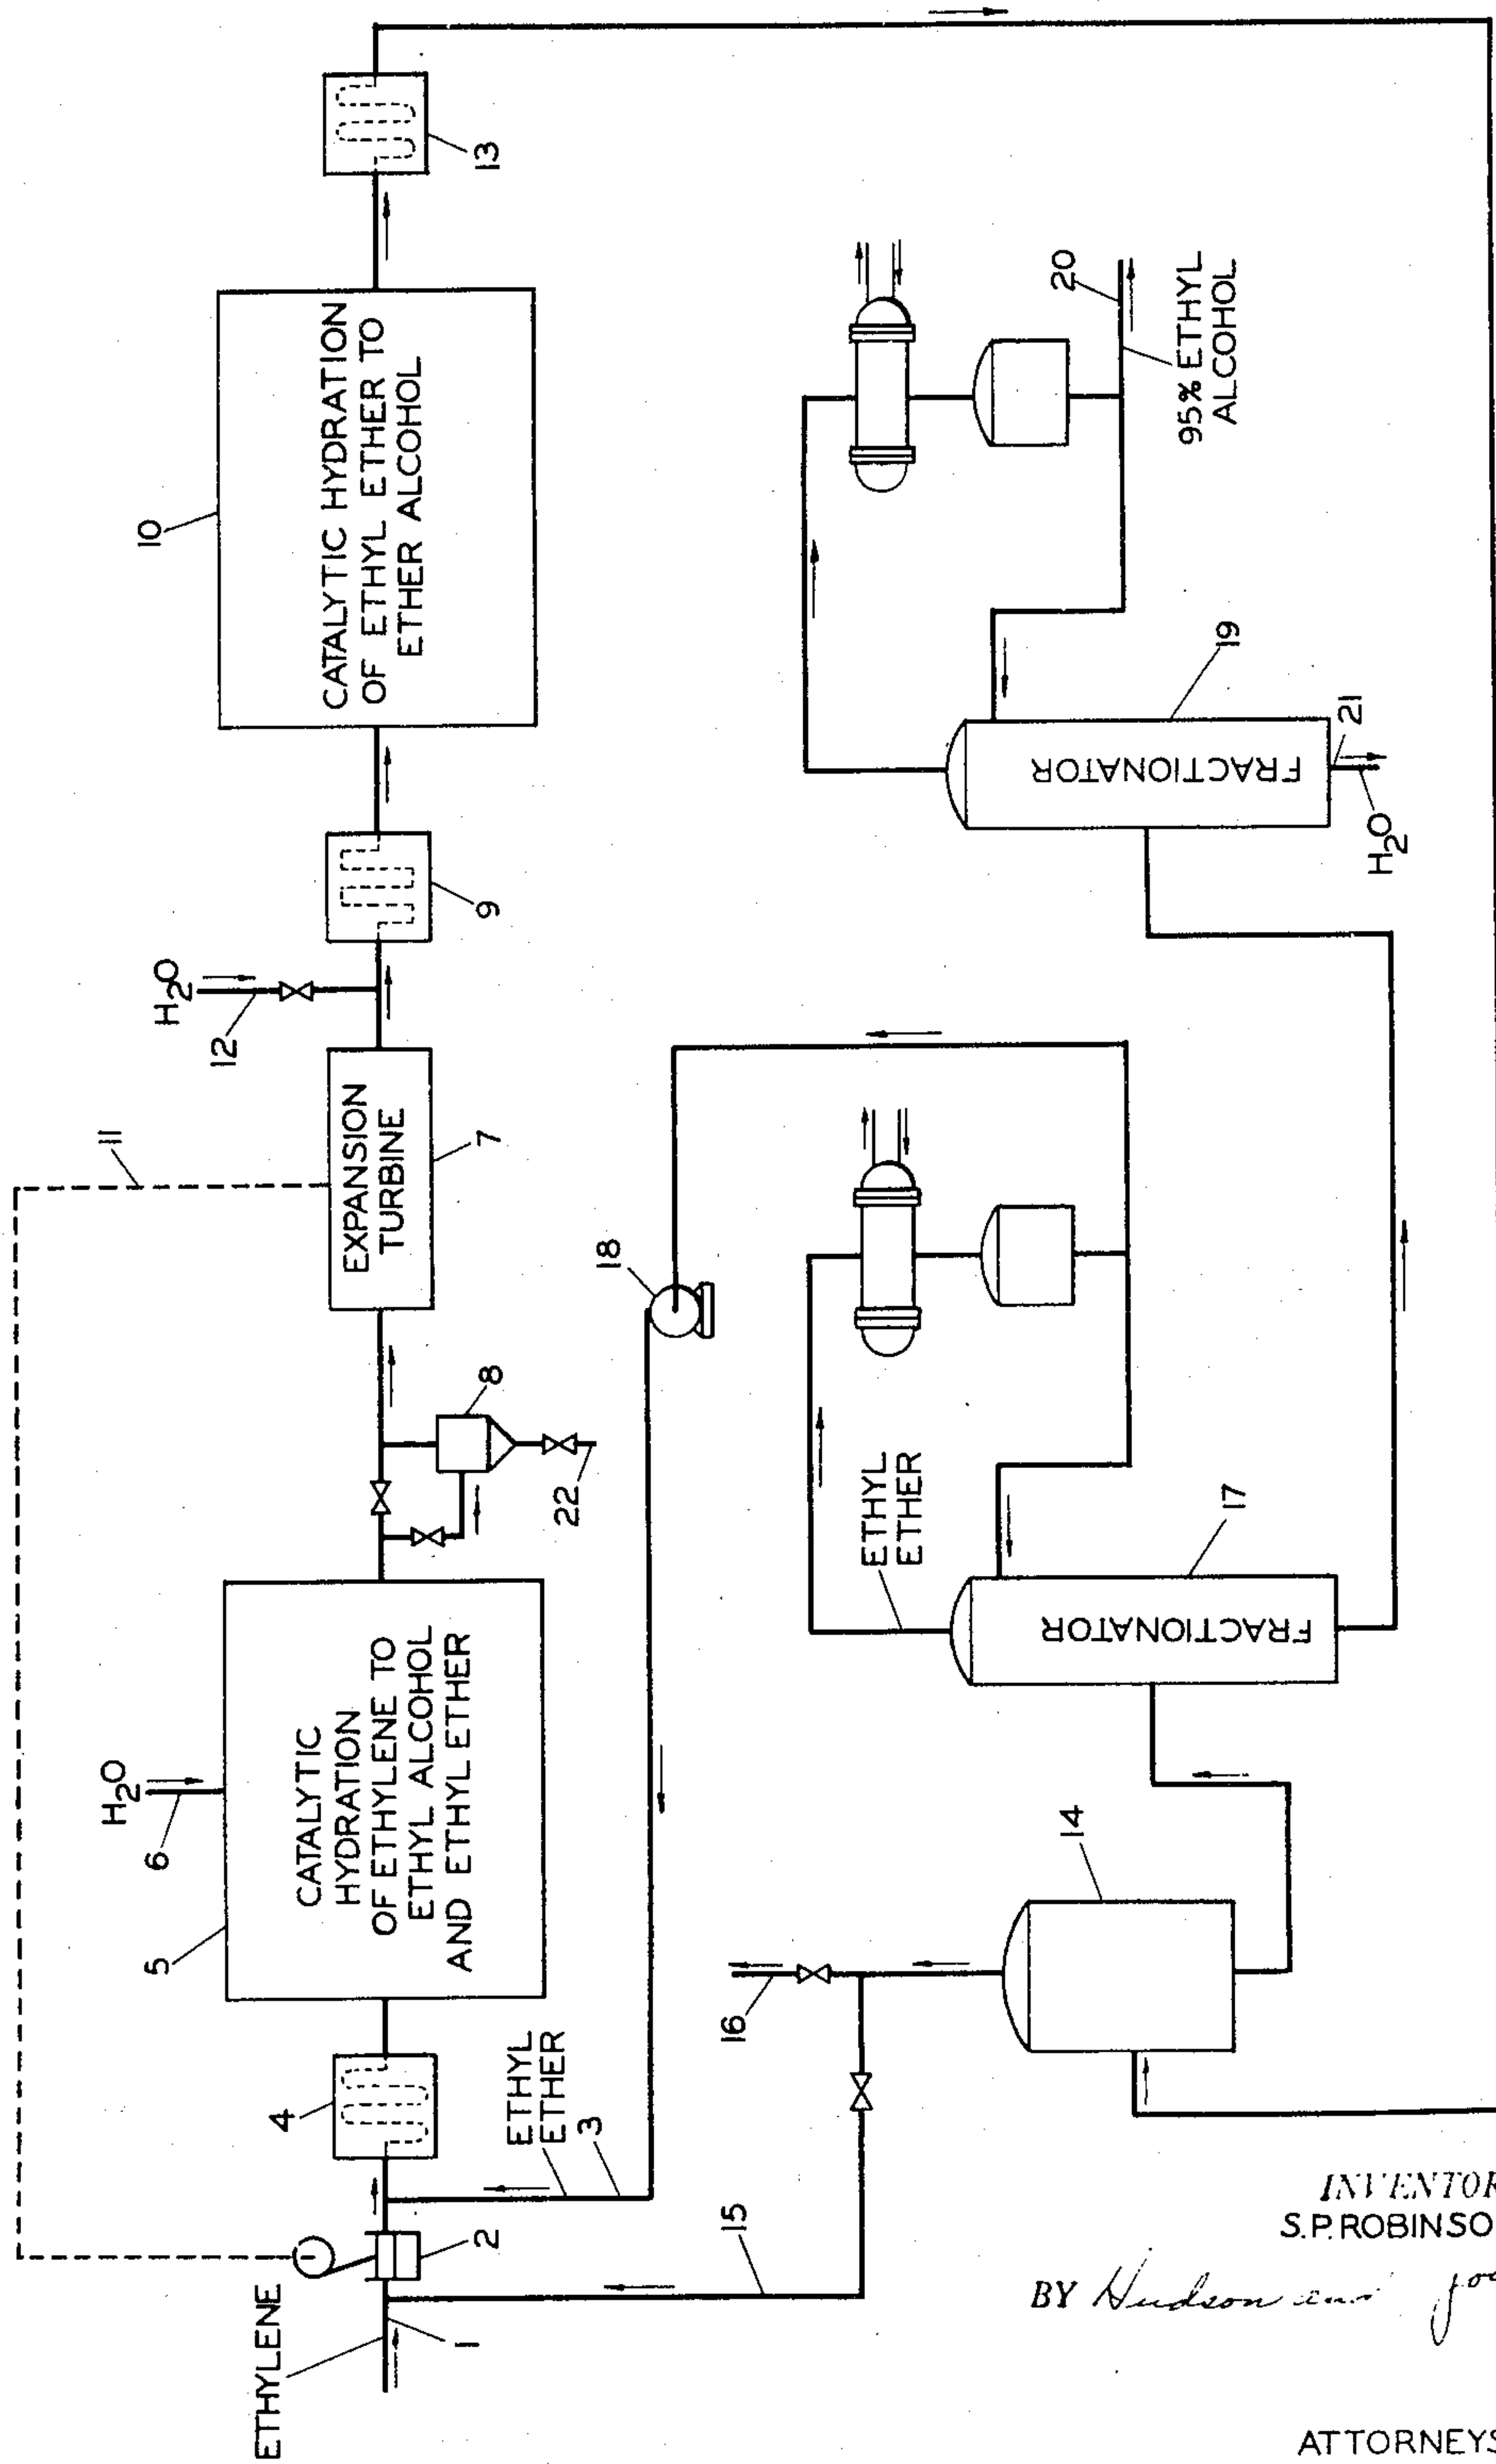 ETHYLENE
1
2
ETHYL
ETHER
3
4
5
H2O
6
CATALYTIC
HYDRATION
OF ETHYLENE TO
ETHYL ALCOHOL
AND ETHYL ETHER
8
22
11
EXPANSION
TURBINE
7
H2O
12
9
10
CATALYTIC HYDRATION
OF ETHYL ETHER TO
ETHER ALCOHOL
13
15
16
14
18
ETHYL
ETHER
FRACTIONATOR
17
FRACTIONATOR
19
H2O
21
20
95% ETHYL
ALCOHOL
INVENTOR
S.P. ROBINSO
BY Hudson and
ATTORNEYS